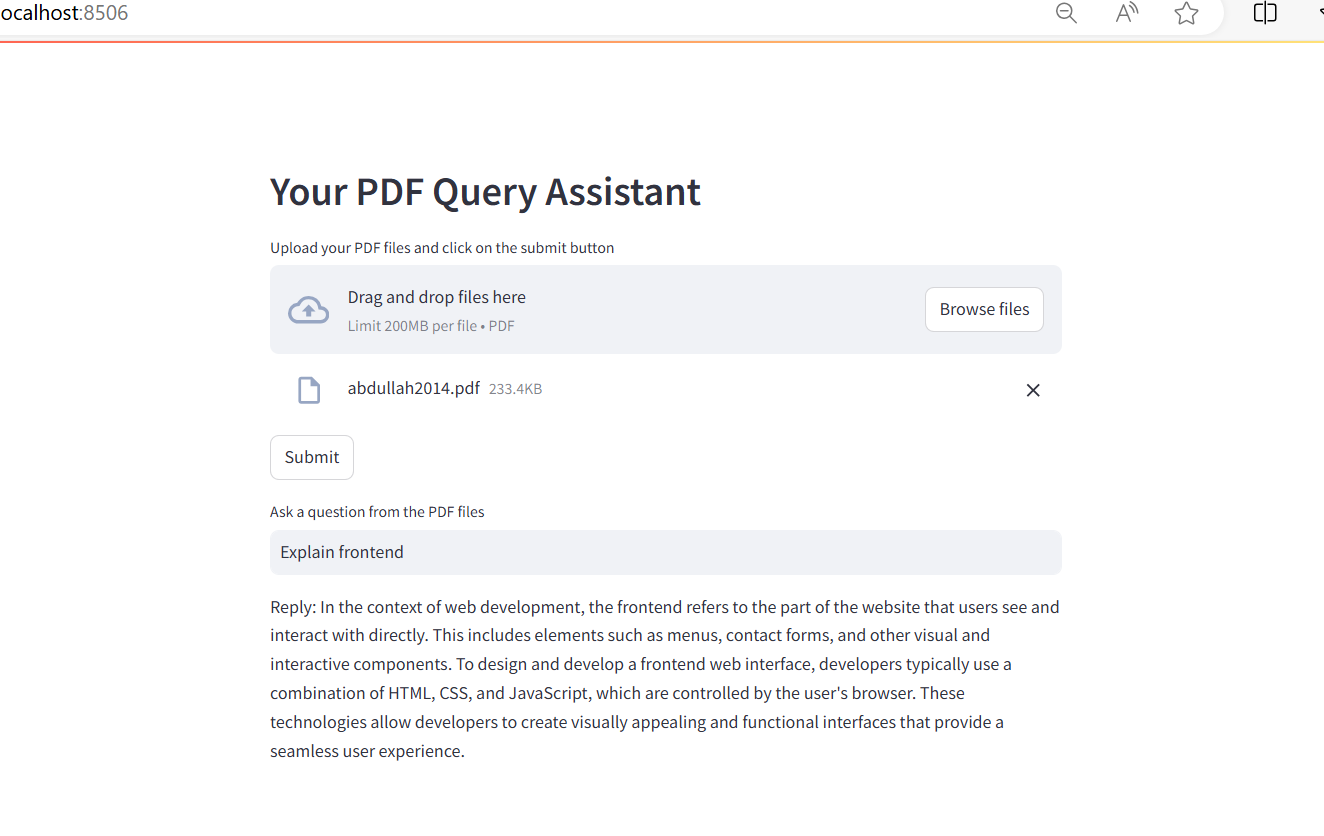 ocalhost:8506
Your PDF Query Assistant
Upload your PDF files and click on the submit button
Drag and drop files here
Limit 200MB per file • PDF
Browse files
abdullah2014.pdf 233.4KB
Submit
Ask a question from the PDF files
Explain frontend
Reply: In the context of web development, the frontend refers to the part of the website that users see and
interact with directly. This includes elements such as menus, contact forms, and other visual and
interactive components. To design and develop a frontend web interface, developers typically use a
combination of HTML, CSS, and JavaScript, which are controlled by the user's browser. These
technologies allow developers to create visually appealing and functional interfaces that provide a
seamless user experience.